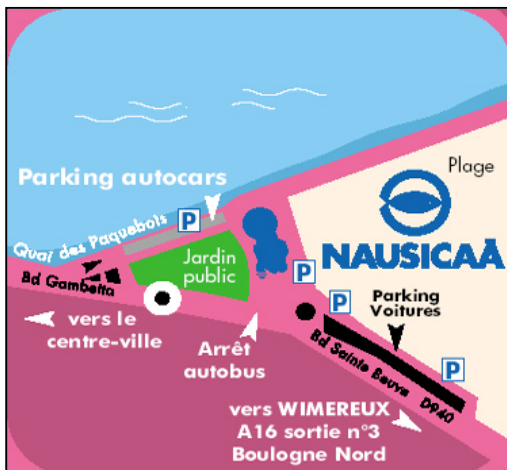 Parking autocars
P
Quai des Paquebots
Bd Gambetta
Jardin
public
Plage
NAUSICAÄ
P
P
Parking
Voitures
P
vers le
centre-ville
Arrêt
autobus
Bd Sainte Beuve D940
vers WIMEREUX
A16 sortie n°3
Boulogne Nord